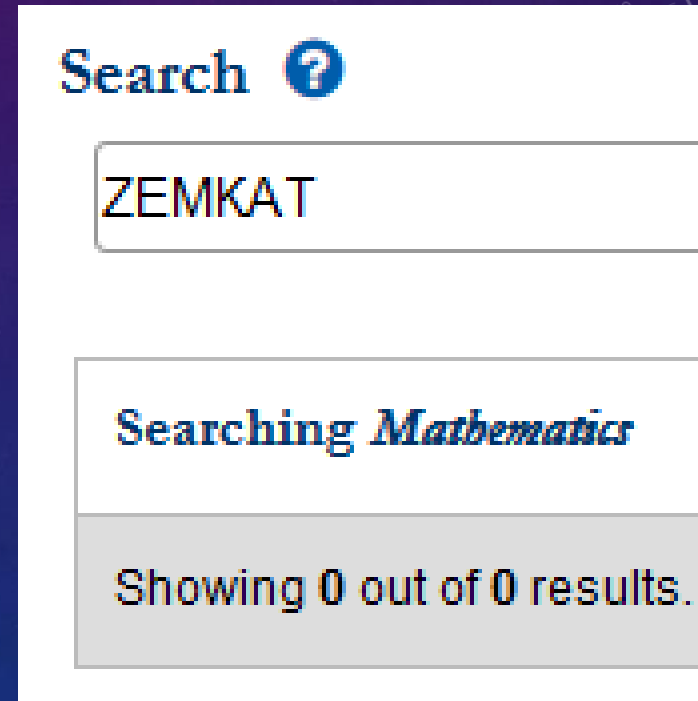 Search
ZEMKAT
Searching Mathematics
Showing 0 out of 0 results.